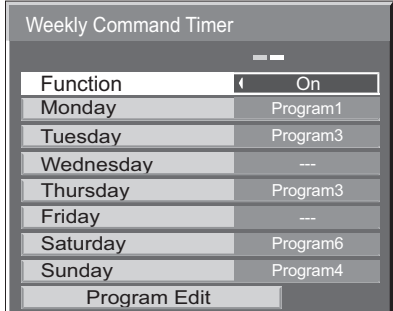 Weekly Command Timer
Function On
Monday Program1
Tuesday Program3
Wednesday ---
Thursday Program3
Friday ---
Saturday Program6
Sunday Program4
Program Edit